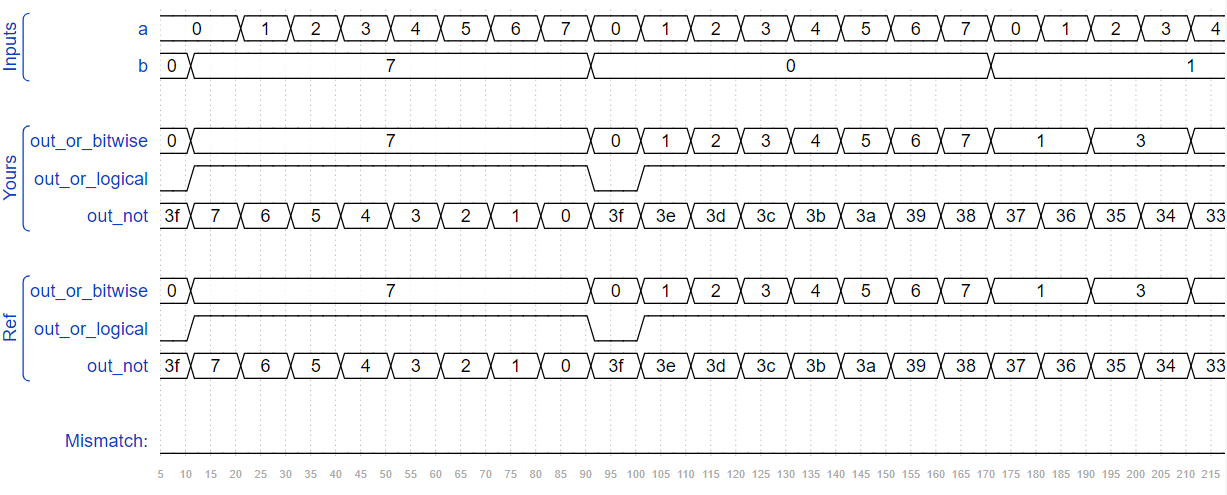 Inputs
a 0 1 2 3 4 5 6 7 0 1 2 3 4 5 6 7 0 1 2 3 4
b 0 7 0 1
Yours
out_or_bitwise 0 7 0 1 2 3 4 5 6 7 1 3
out_or_logical
out_not 3f 7 6 5 4 3 2 1 0 3f 3e 3d 3c 3b 3a 39 38 37 36 35 34 33
Ref
out_or_bitwise 0 7 0 1 2 3 4 5 6 7 1 3
out_or_logical
out_not 3f 7 6 5 4 3 2 1 0 3f 3e 3d 3c 3b 3a 39 38 37 36 35 34 33
Mismatch:
5 10 15 20 25 30 35 40 45 50 55 60 65 70 75 80 85 90 95 100 105 110 115 120 125 130 135 140 145 150 155 160 165 170 175 180 185 190 195 200 205 210 215